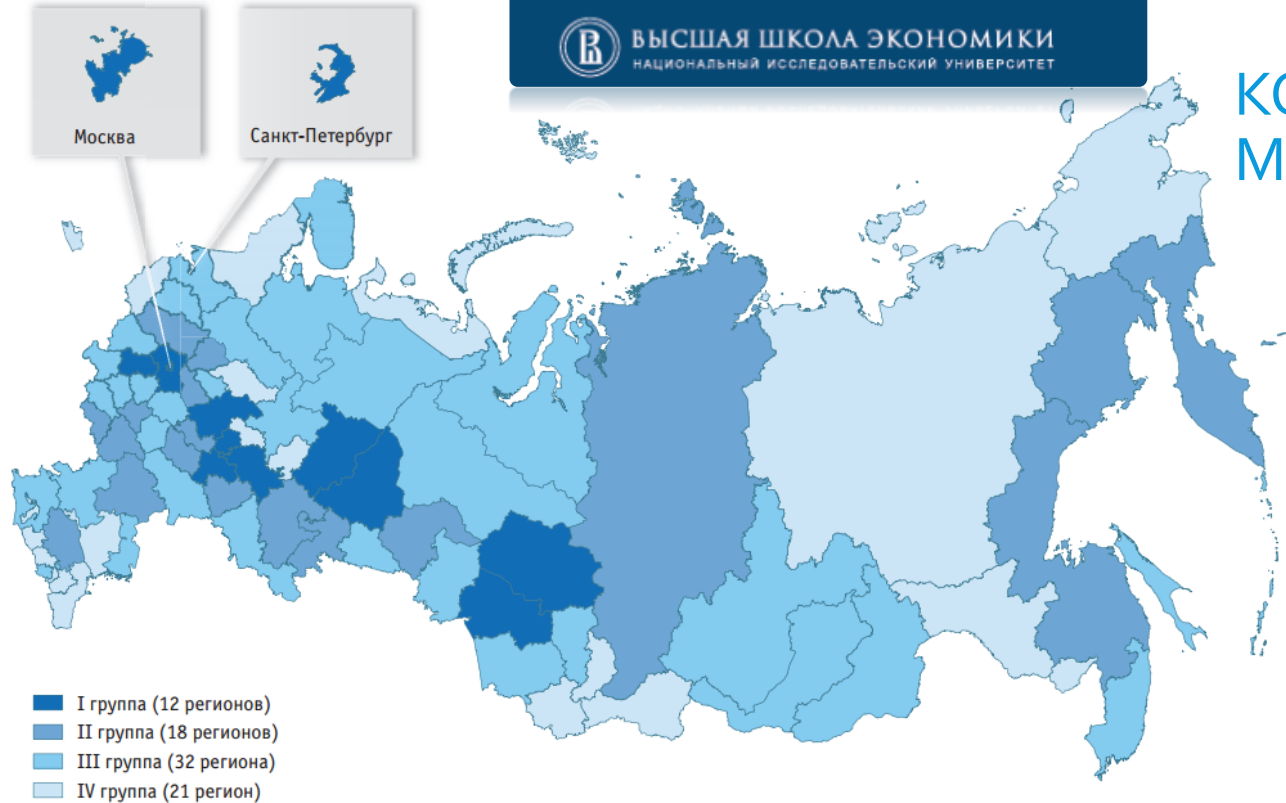 ВЫСШАЯ ШКОЛА ЭКОНОМИКИ
НАЦИОНАЛЬНЫЙ ИССЛЕДОВАТЕЛЬСКИЙ УНИВЕРСИТЕТ
Москва
Санкт-Петербург
I группа (12 регионов)
II группа (18 регионов)
III группа (32 региона)
IV группа (21 регион)